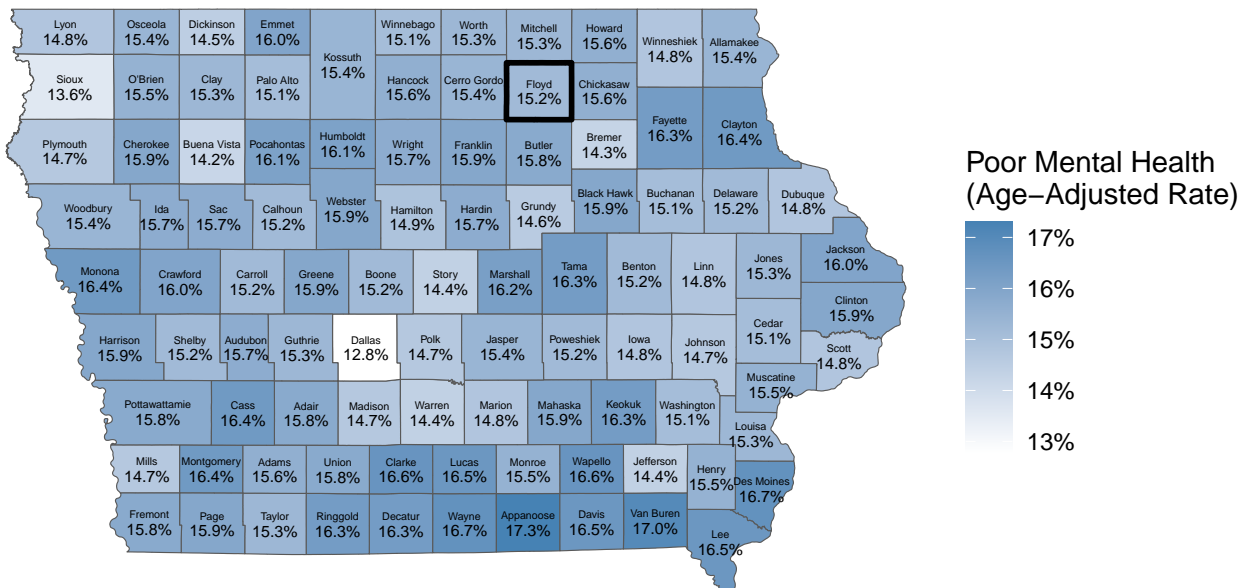 Lyon
14.8%
Osceola
15.4%
Dickinson
14.5%
Emmet
16.0%
Kossuth
15.4%
Winnebago
15.1%
Worth
15.3%
Mitchell
15.3%
Howard
15.6%
Winneshiek
14.8%
Allamakee
15.4%
Sioux
13.6%
O'Brien
15.5%
Clay
15.3%
Palo Alto
15.1%
Hancock
15.6%
Cerro Gordo
15.4%
Floyd
15.2%
Chickasaw
15.6%
Fayette
16.3%
Clayton
16.4%
Plymouth
14.7%
Cherokee
15.9%
Buena Vista
14.2%
Pocahontas
16.1%
Humboldt
16.1%
Wright
15.7%
Franklin
15.9%
Butler
15.8%
Bremer
14.3%
Woodbury
15.4%
Ida
15.7%
Sac
15.7%
Calhoun
15.2%
Webster
15.9%
Hamilton
14.9%
Hardin
15.7%
Grundy
14.6%
Black Hawk
15.9%
Buchanan
15.1%
Delaware
15.2%
Dubuque
14.8%
Monona
16.4%
Crawford
16.0%
Carroll
15.2%
Greene
15.9%
Boone
15.2%
Story
14.4%
Marshall
16.2%
Tama
16.3%
Benton
15.2%
Linn
14.8%
Jones
15.3%
Jackson
16.0%
Clinton
15.9%
Harrison
15.9%
Shelby
15.2%
Audubon
15.7%
Guthrie
15.3%
Dallas
12.8%
Polk
14.7%
Jasper
15.4%
Poweshiek
15.2%
Iowa
14.8%
Johnson
14.7%
Cedar
15.1%
Scott
14.8%
Muscatine
15.5%
Pottawattamie
15.8%
Cass
16.4%
Adair
15.8%
Madison
14.7%
Warren
14.4%
Marion
14.8%
Mahaska
15.9%
Keokuk
16.3%
Washington
15.1%
Louisa
15.3%
Mills
14.7%
Montgomery
16.4%
Adams
15.6%
Union
15.8%
Clarke
16.6%
Lucas
16.5%
Monroe
15.5%
Wapello
16.6%
Jefferson
14.4%
Henry
15.5%
Des Moines
16.7%
Fremont
15.8%
Page
15.9%
Taylor
15.3%
Ringgold
16.3%
Decatur
16.3%
Wayne
16.7%
Appanoose
17.3%
Davis
16.5%
Van Buren
17.0%
Lee
16.5%
Poor Mental Health
(Age−Adjusted Rate)
17%
16%
15%
14%
13%